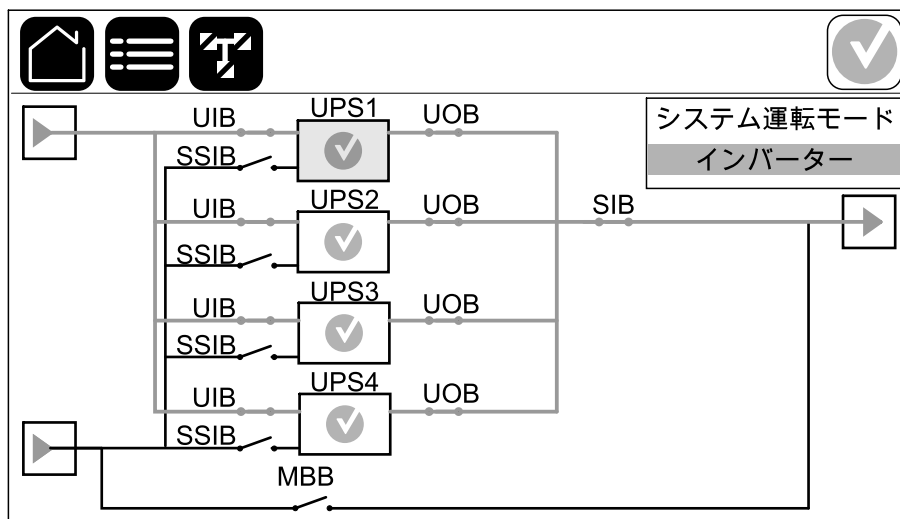 UIB UPS1 UOB
システム運転モード
インバーター
SSIB
UIB UPS2 UOB SIB
SSIB
UIB UPS3 UOB
SSIB
UIB UPS4 UOB
SSIB
MBB